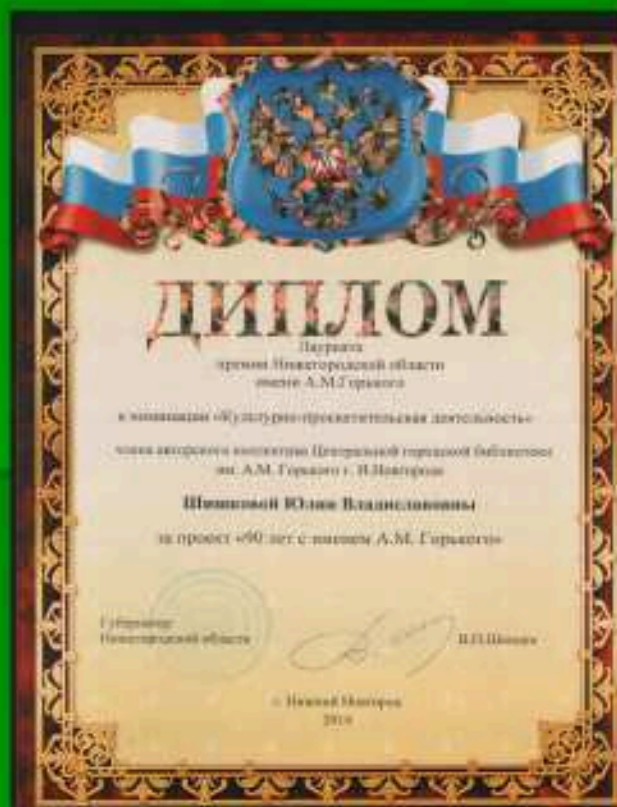 ДИПЛОМ
Лауреата
премии Нижегородской области
имени А.М.Горького
в номинации «Культурно-просветительская деятельность»
члена авторского коллектива Центральной городской библиотеки
им. А.М. Горького г. Н.Новгорода
Шишковой Юлии Владиславовны
за проект «90 лет с именем А.М. Горького»
Губернатор
Нижегородской области
В.П.Шанцев
г. Нижний Новгород